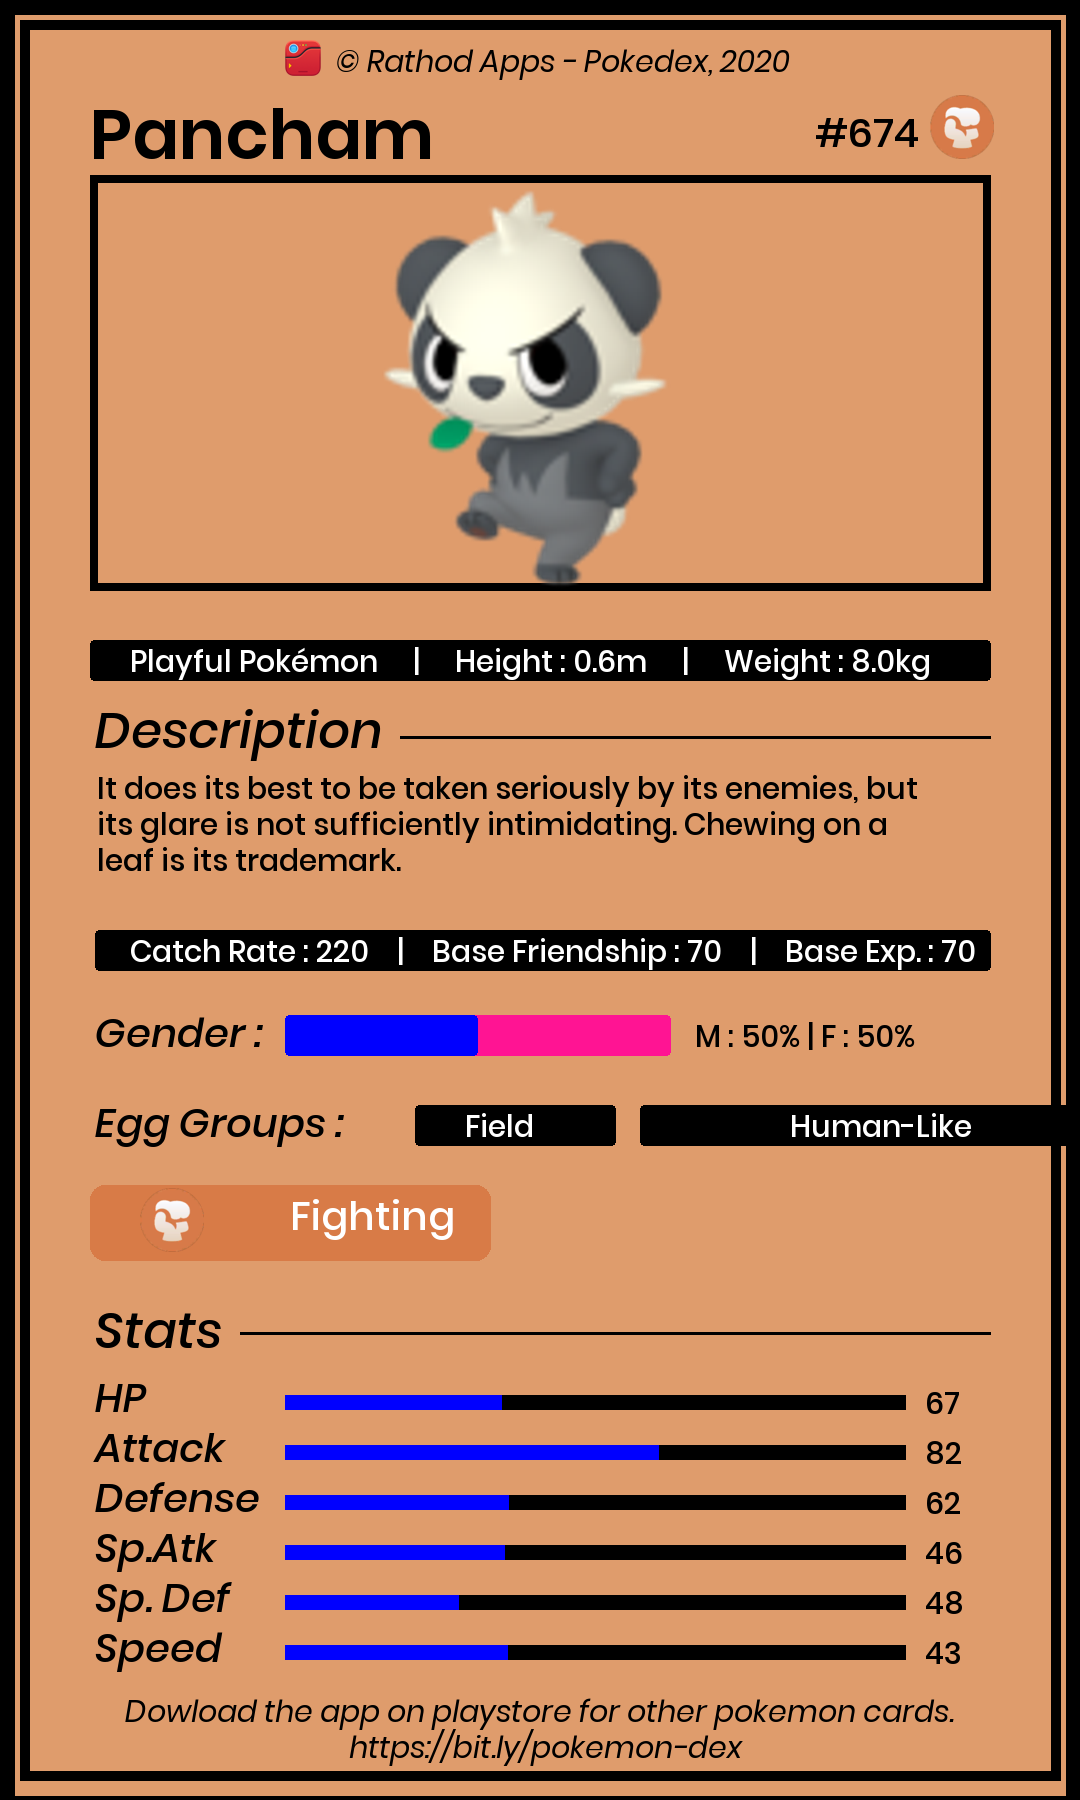 © Rathod Apps - Pokedex, 2020
Pancham
#674
Playful Pokémon | Height : 0.6m | Weight : 8.0kg
Description
It does its best to be taken seriously by its enemies, but
its glare is not sufficiently intimidating. Chewing on a
leaf is its trademark.
Catch Rate : 220 | Base Friendship : 70 | Base Exp. : 70
Gender : M : 50% | F : 50%
Egg Groups : Field Human-Like
Fighting
Stats
HP 67
Attack 82
Defense 62
Sp.Atk 46
Sp. Def 48
Speed 43
Dowload the app on playstore for other pokemon cards.
https://bit.ly/pokemon-dex